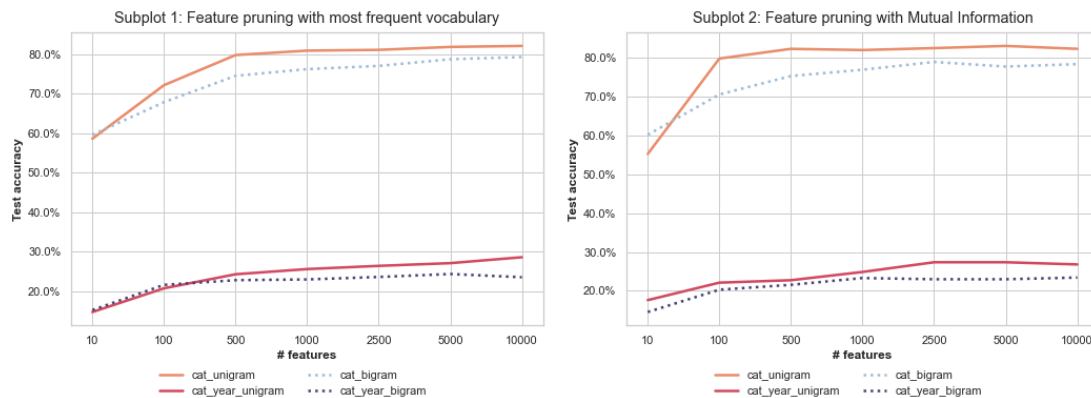 Subplot 1: Feature pruning with most frequent vocabulary
80.0%
70.0%
60.0%
50.0%
40.0%
30.0%
20.0%
Test accuracy
10 100 500 1000 2500 5000 10000
# features
cat_unigram cat_bigram
cat_year_unigram cat_year_bigram
Subplot 2: Feature pruning with Mutual Information
80.0%
70.0%
60.0%
50.0%
40.0%
30.0%
20.0%
Test accuracy
10 100 500 1000 2500 5000 10000
# features
cat_unigram cat_bigram
cat_year_unigram cat_year_bigram